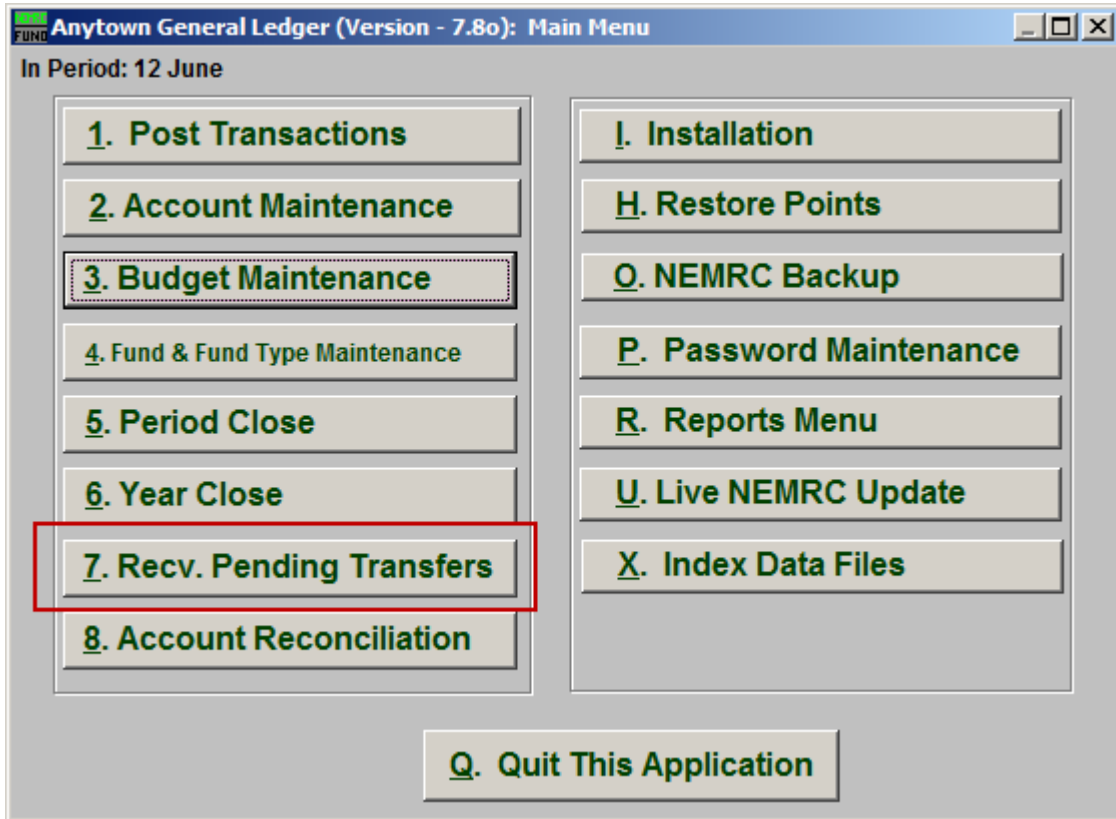 NEMRC
FUND
Anytown General Ledger (Version - 7.8o): Main Menu
In Period: 12 June
1. Post Transactions
2. Account Maintenance
3. Budget Maintenance
4. Fund & Fund Type Maintenance
5. Period Close
6. Year Close
7. Recv. Pending Transfers
8. Account Reconciliation
I. Installation
H. Restore Points
O. NEMRC Backup
P. Password Maintenance
R. Reports Menu
U. Live NEMRC Update
X. Index Data Files
Q. Quit This Application